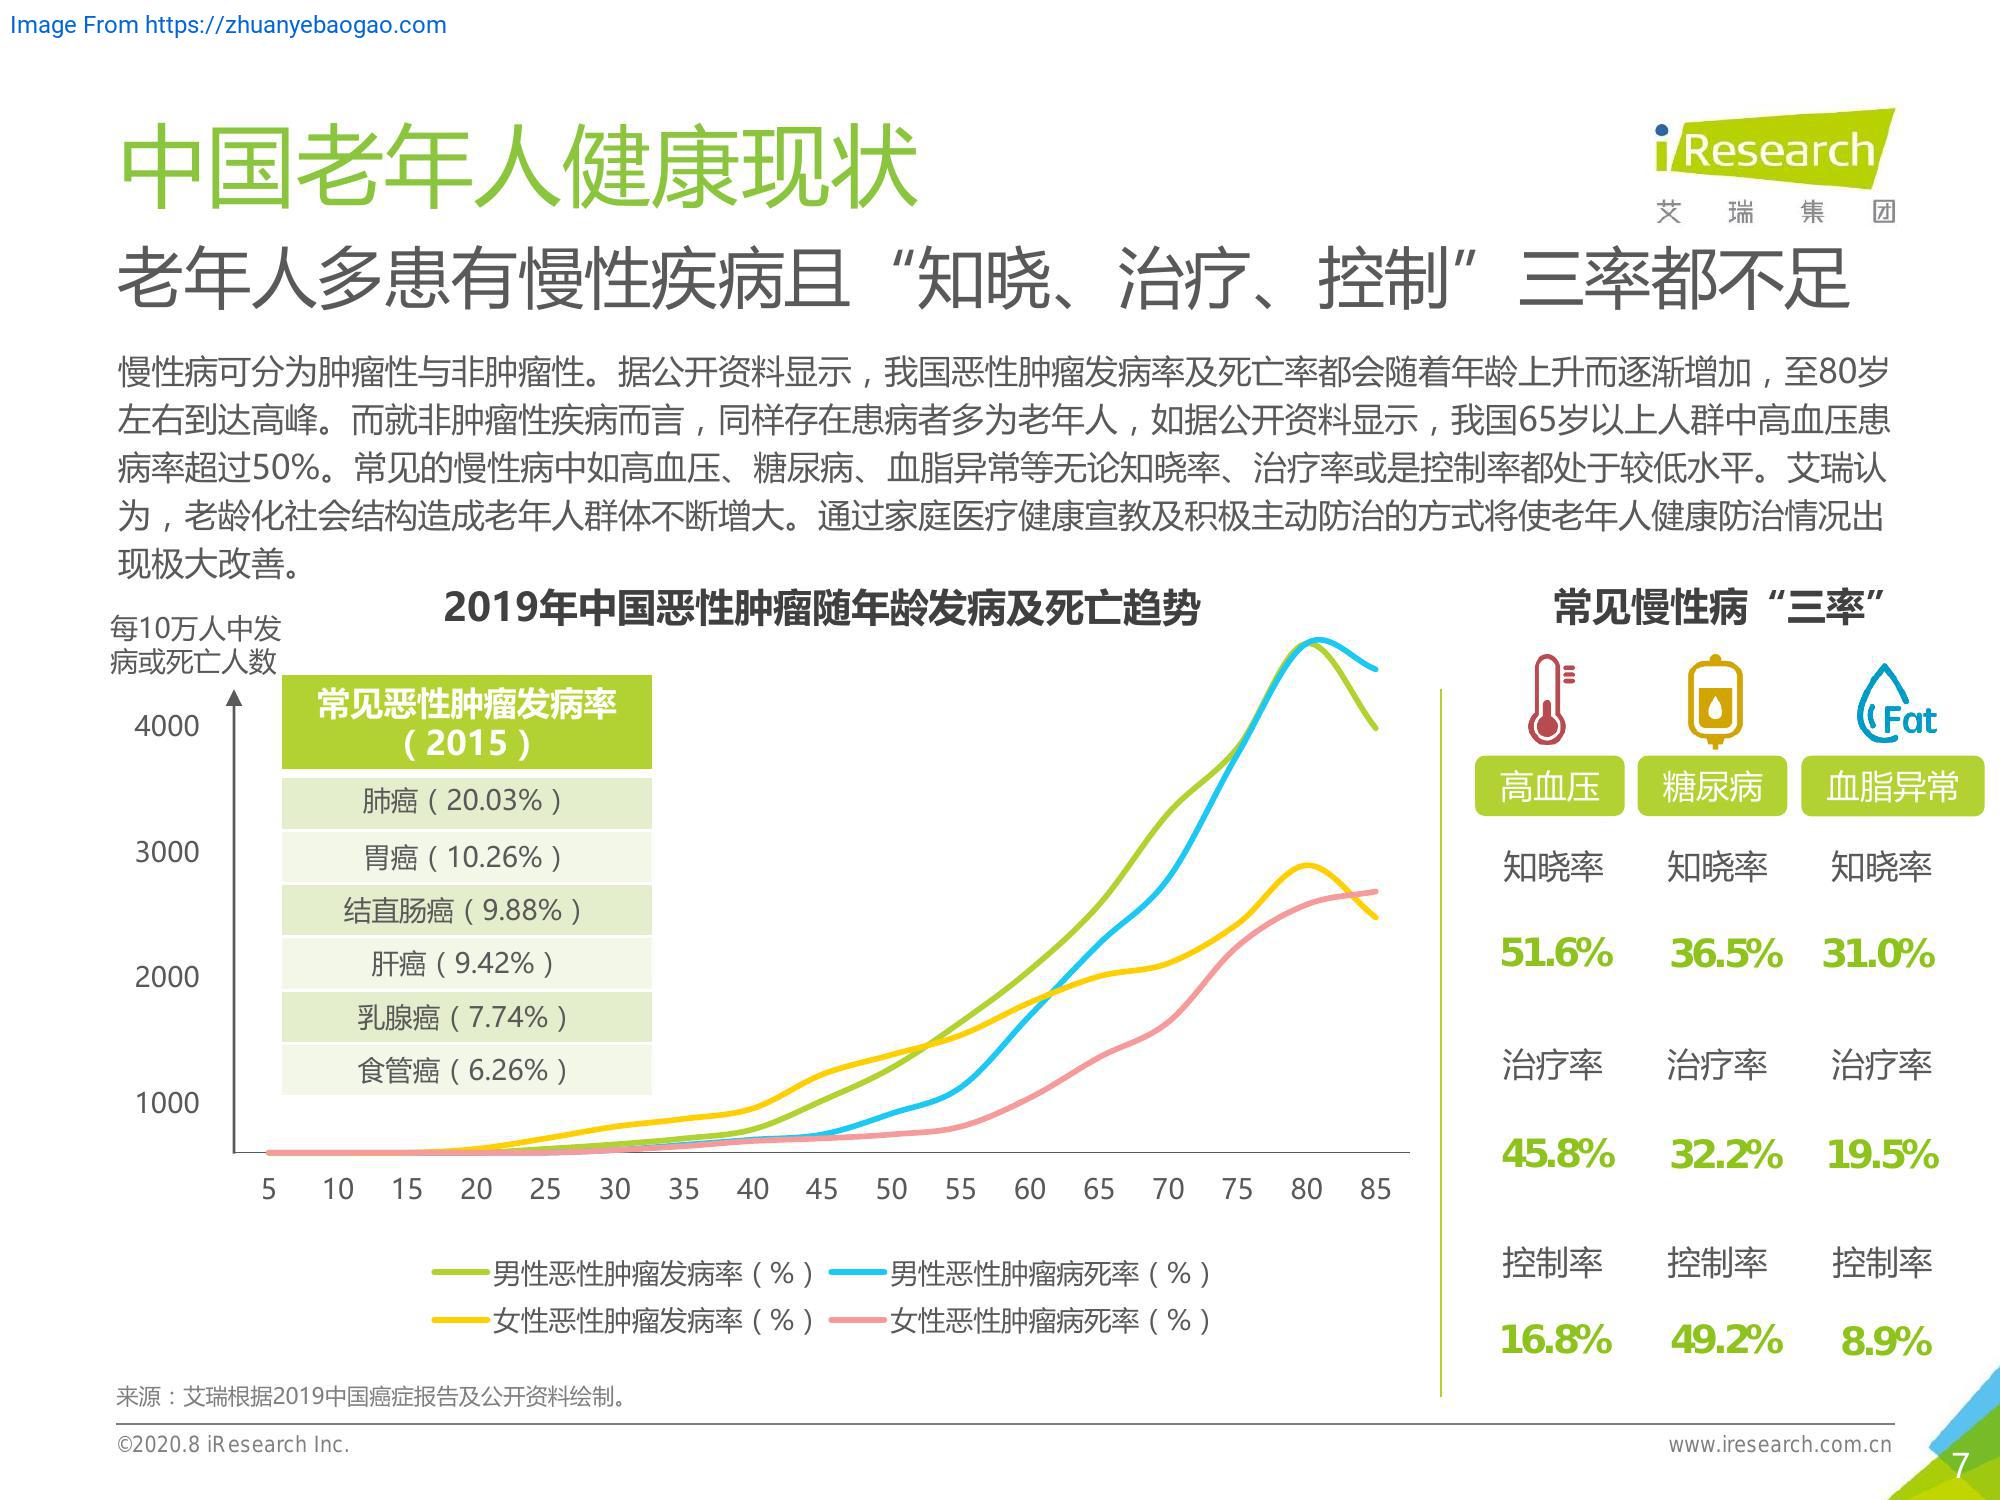 Image From https://zhuanyebaogao.com
中国老年人健康现状
iResearch
艾瑞集团
老年人多患有慢性疾病且“知晓、治疗、控制”三率都不足
慢性病可分为肿瘤性与非肿瘤性。据公开资料显示，我国恶性肿瘤发病率及死亡率都会随着年龄上升而逐渐增加，至80岁
左右到达高峰。而就非肿瘤性疾病而言，同样存在患病者多为老年人，如据公开资料显示，我国65岁以上人群中高血压患
病率超过50%。常见的慢性病中如高血压、糖尿病、血脂异常等无论知晓率、治疗率或是控制率都处于较低水平。艾瑞认
为，老龄化社会结构造成老年人群体不断增大。通过家庭医疗健康宣教及积极主动防治的方式将使老年人健康防治情况出
现极大改善。
2019年中国恶性肿瘤随年龄发病及死亡趋势
每10万人中发
病或死亡人数
4000
3000
2000
1000
常见恶性肿瘤发病率
（2015）
肺癌（20.03%）
胃癌（10.26%）
结直肠癌（9.88%）
肝癌（9.42%）
乳腺癌（7.74%）
食管癌（6.26%）
5 10 15 20 25 30 35 40 45 50 55 60 65 70 75 80 85
男性恶性肿瘤发病率（%） 男性恶性肿瘤病死率（%）
女性恶性肿瘤发病率（%） 女性恶性肿瘤病死率（%）
常见慢性病“三率”
Fat
高血压 糖尿病 血脂异常
知晓率 知晓率 知晓率
51.6% 36.5% 31.0%
治疗率 治疗率 治疗率
45.8% 32.2% 19.5%
控制率 控制率 控制率
16.8% 49.2% 8.9%
来源：艾瑞根据2019中国癌症报告及公开资料绘制。
©2020.8 iResearch Inc.
www.iresearch.com.cn
7